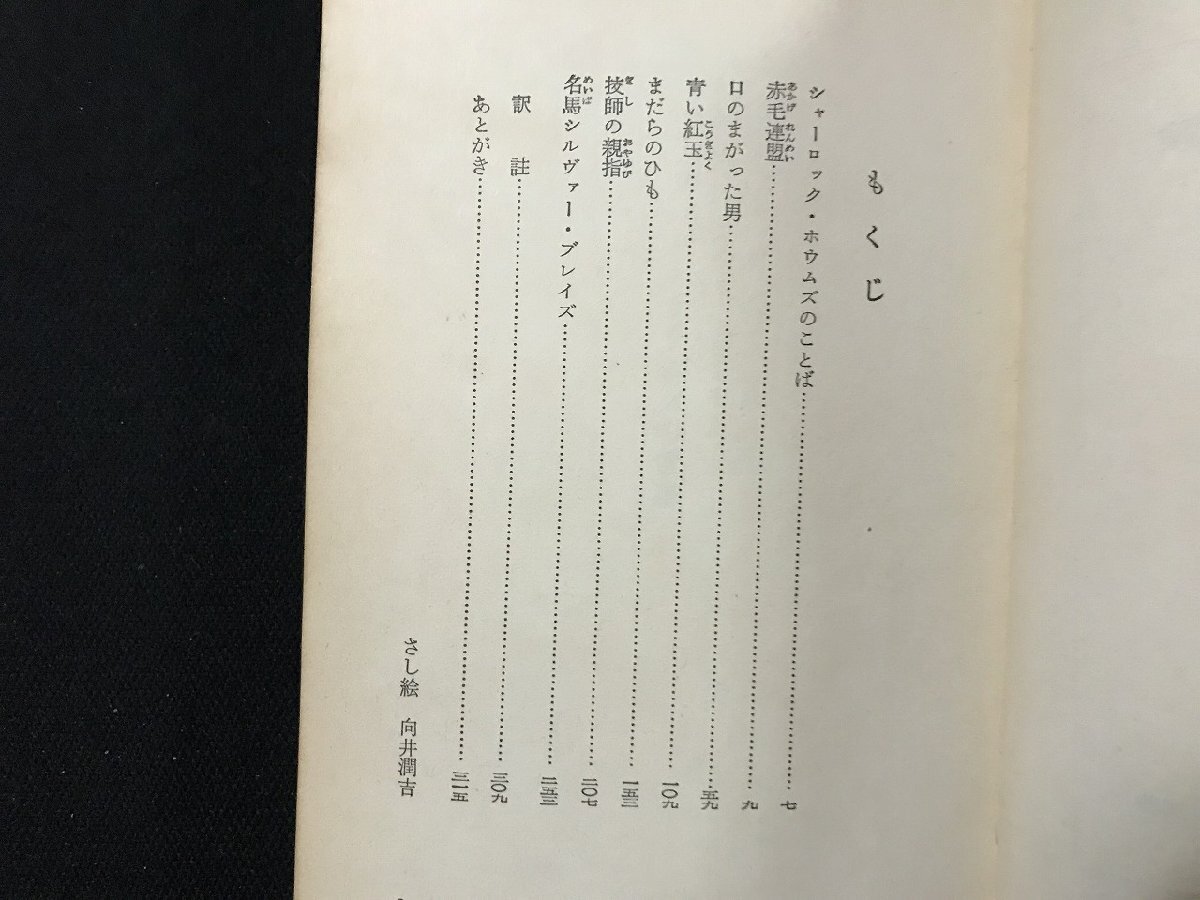 もくじ
シャーロック・ホウムズのことば……七
赤毛連盟……九
口のまがった男……五九
青い紅玉……一〇九
まだらのひも……一五三
技師の親指……二〇七
名馬シルヴァー・ブレイズ……二五三
訳註……三〇九
あとがき……三一五
さし絵 向井潤吉